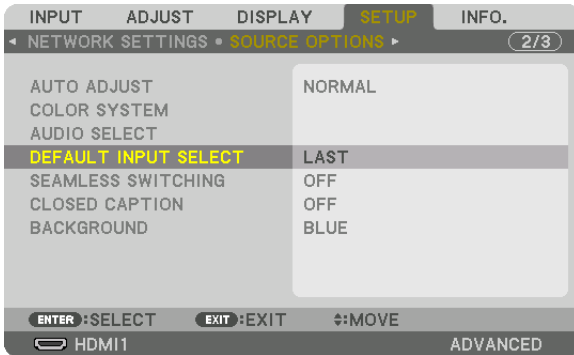 INPUT ADJUST DISPLAY SETUP INFO.
◂ NETWORK SETTINGS • SOURCE OPTIONS ▸ 2/3
AUTO ADJUST NORMAL
COLOR SYSTEM
AUDIO SELECT
DEFAULT INPUT SELECT LAST
SEAMLESS SWITCHING OFF
CLOSED CAPTION OFF
BACKGROUND BLUE
ENTER :SELECT EXIT :EXIT ♦:MOVE
HDMI1 ADVANCED